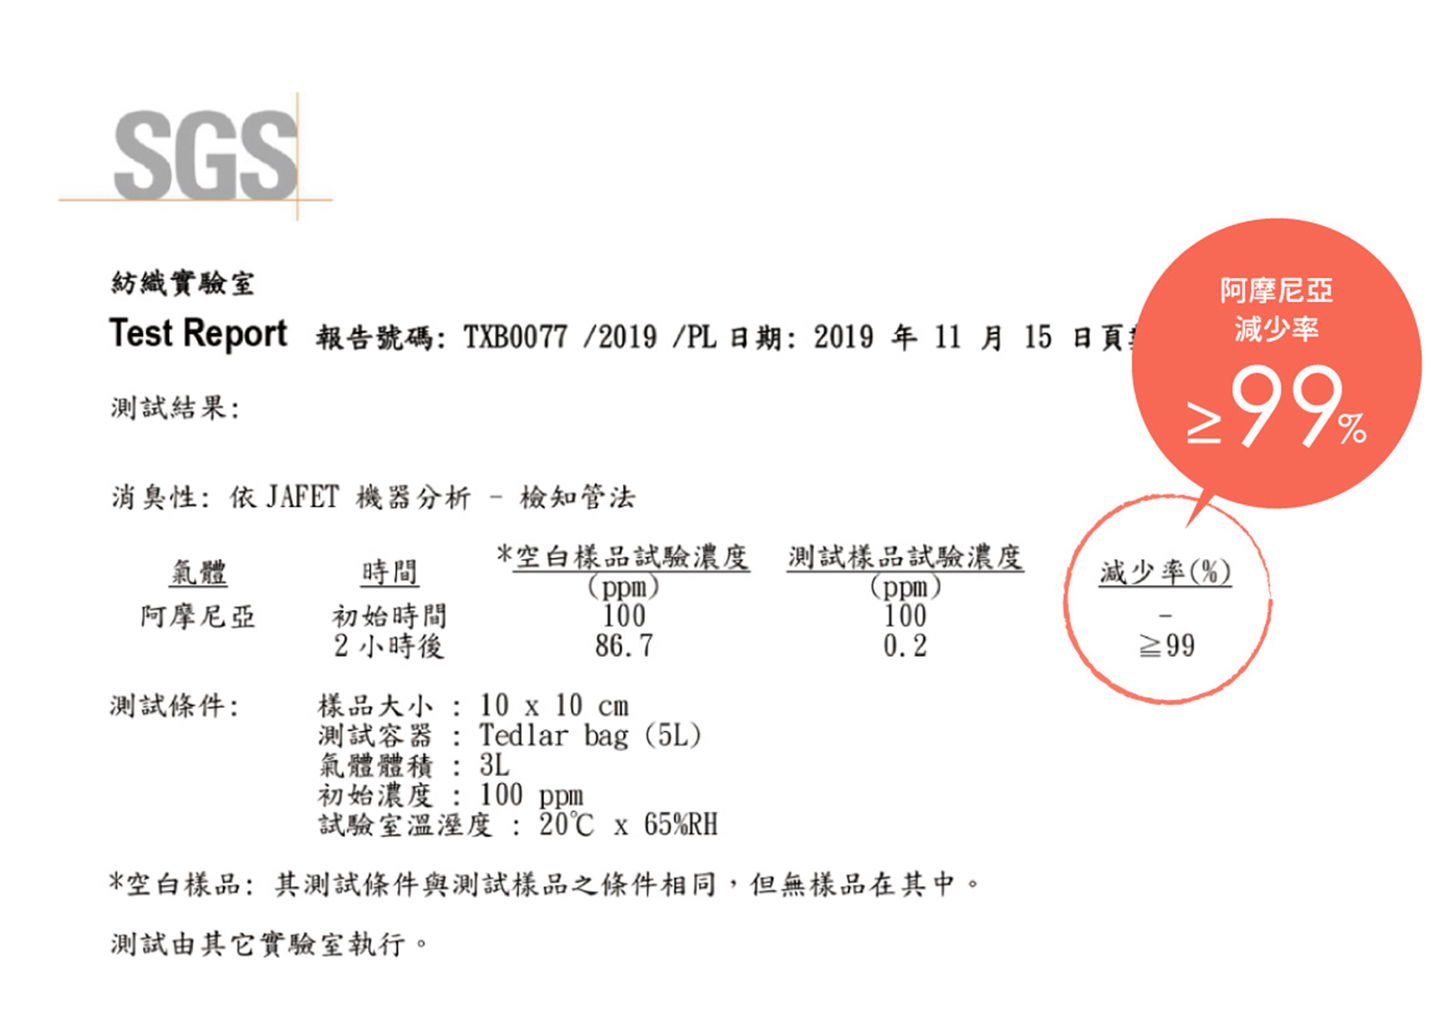 SGS
紡織實驗室
Test Report 報告號碼: TXB0077 /2019 /PL 日期: 2019 年 11 月 15 日 頁
阿摩尼亞
減少率
≥99%
測試結果:
消臭性: 依 JAFET 機器分析 - 檢知管法
氣體 時間 *空白樣品試驗濃度 (ppm) 測試樣品試驗濃度 (ppm) 減少率(%)
阿摩尼亞 初始時間 100 100 -
2 小時後 86.7 0.2 ≧99
測試條件: 樣品大小 : 10 x 10 cm
測試容器 : Tedlar bag (5L)
氣體體積 : 3L
初始濃度 : 100 ppm
試驗室溫溼度 : 20℃ x 65%RH
*空白樣品: 其測試條件與測試樣品之條件相同，但無樣品在其中。
測試由其它實驗室執行。